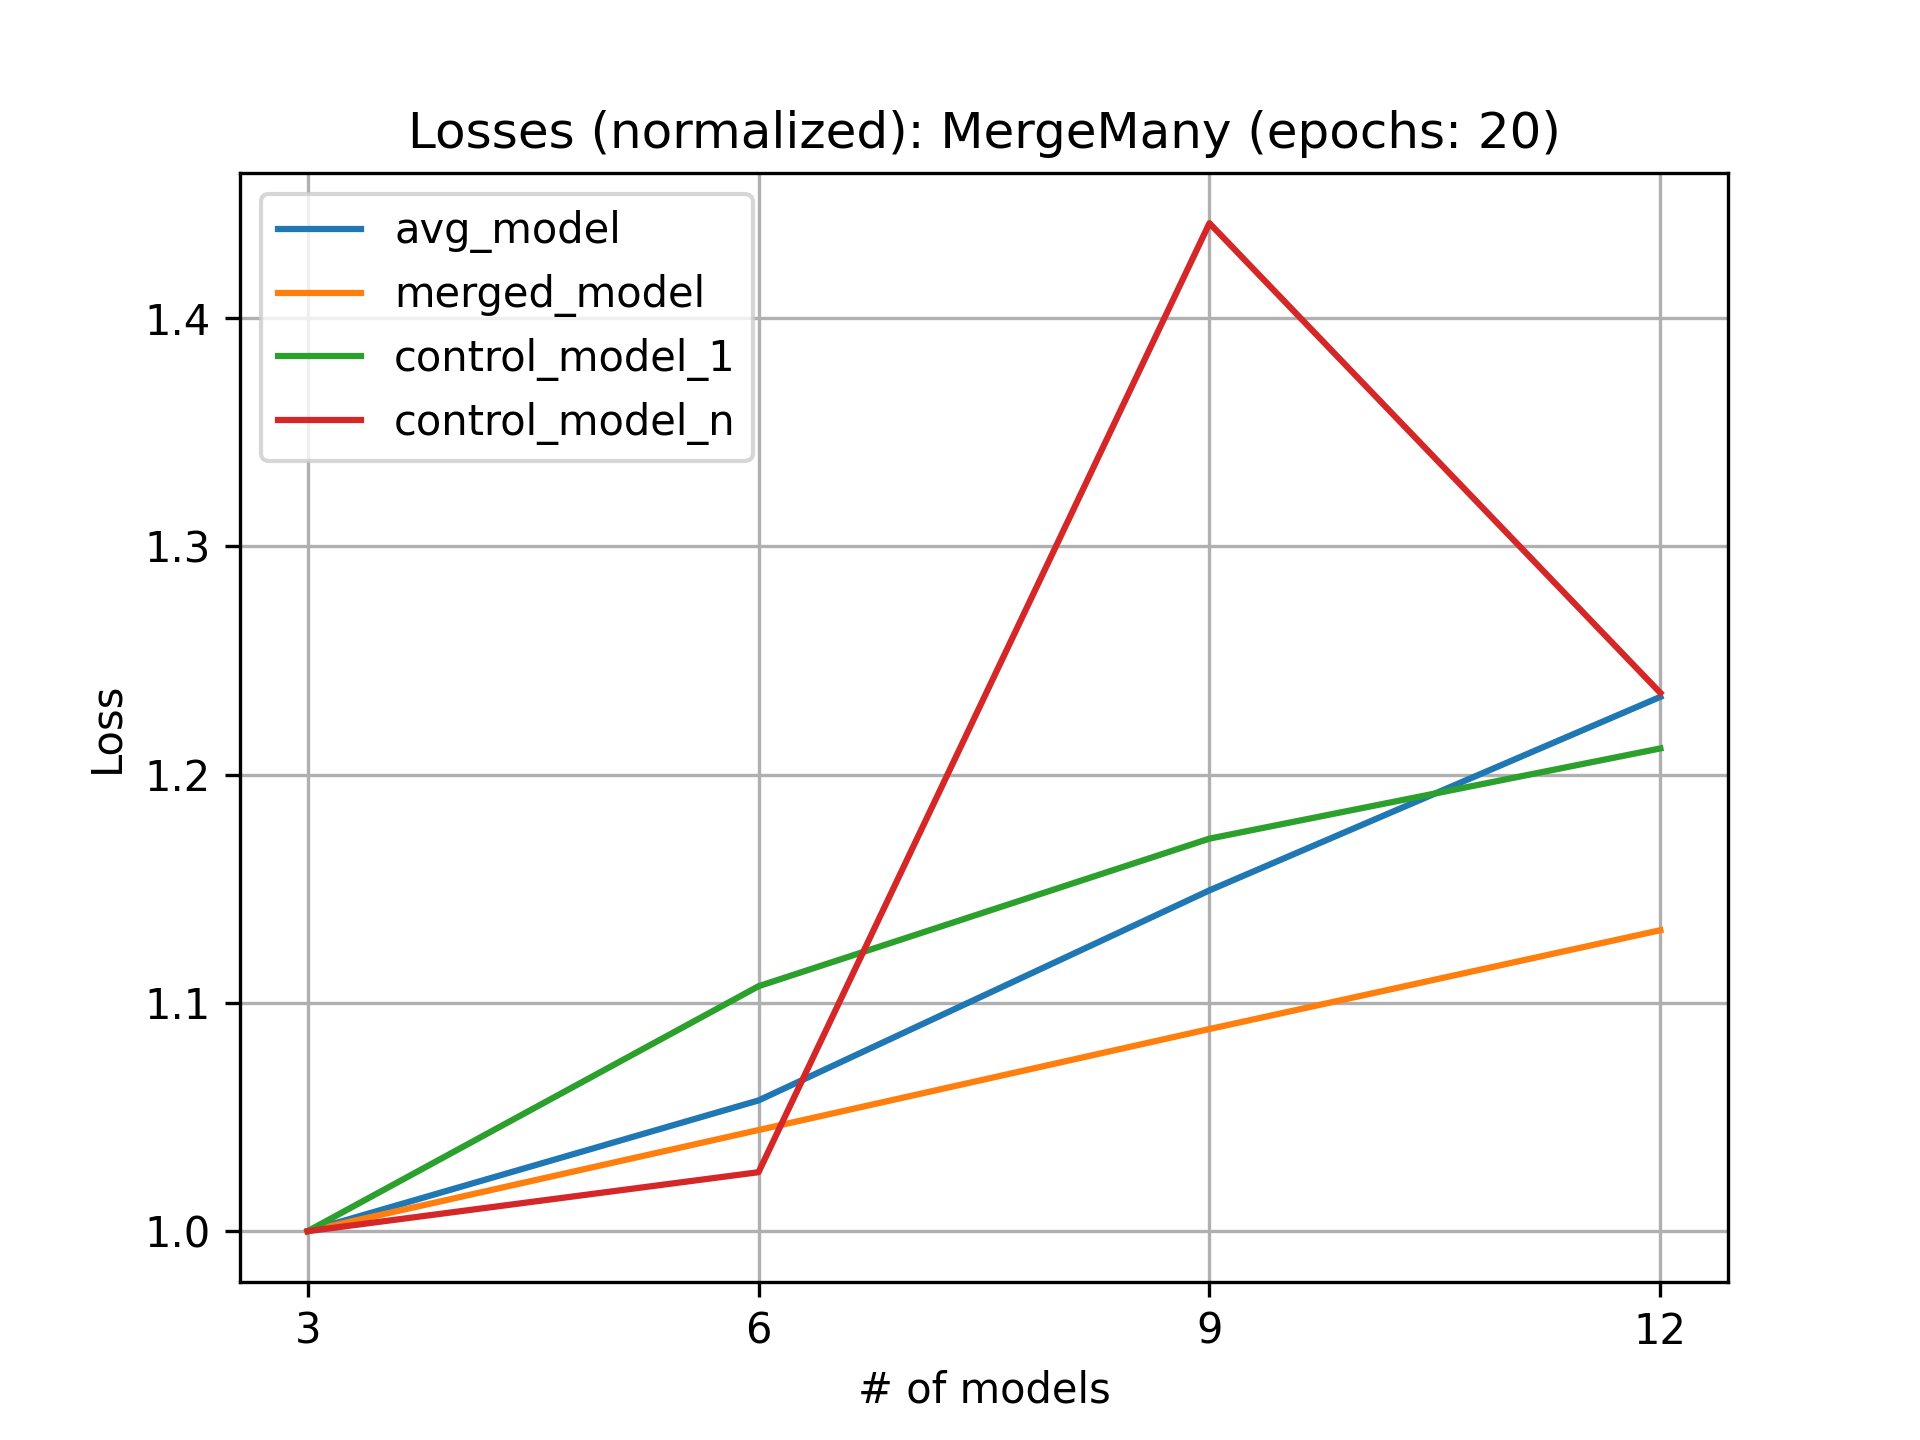 Losses (normalized): MergeMany (epochs: 20)
avg_model
merged_model
control_model_1
control_model_n
1.4
1.3
1.2
1.1
1.0
Loss
3 6 9 12
# of models